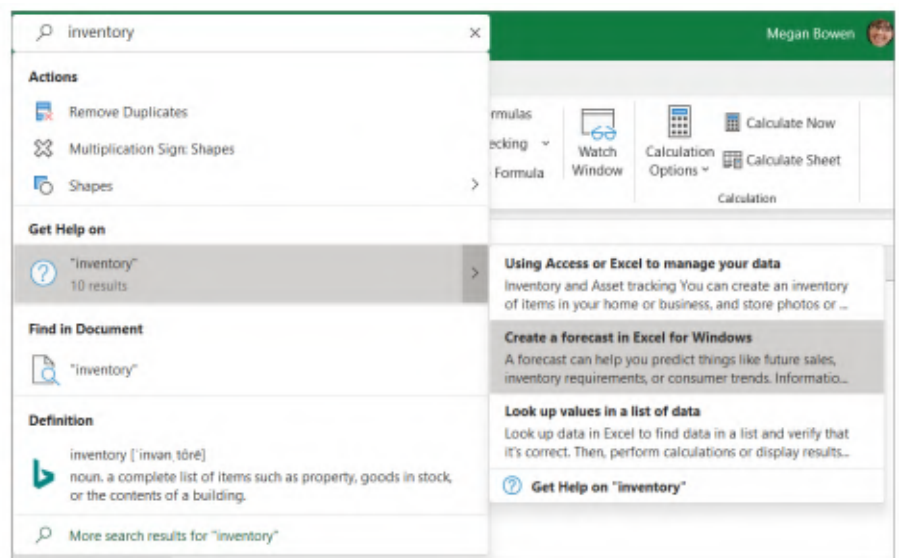 inventory
Megan Bowen
Actions
Remove Duplicates
Multiplication Sign: Shapes
Shapes
Get Help on
"inventory"
10 results
Find in Document
"inventory"
Definition
inventory ['invən,tôrē]
noun. a complete list of items such as property, goods in stock,
or the contents of a building.
More search results for "inventory"
rmulas
ecking
Formula
Watch
Window
Calculation
Options
Calculate Now
Calculate Sheet
Calculation
Using Access or Excel to manage your data
Inventory and Asset tracking You can create an inventory
of items in your home or business, and store photos or ...
Create a forecast in Excel for Windows
A forecast can help you predict things like future sales,
inventory requirements, or consumer trends. Informatio...
Look up values in a list of data
Look up data in Excel to find data in a list and verify that
it's correct. Then, perform calculations or display results...
Get Help on "inventory"